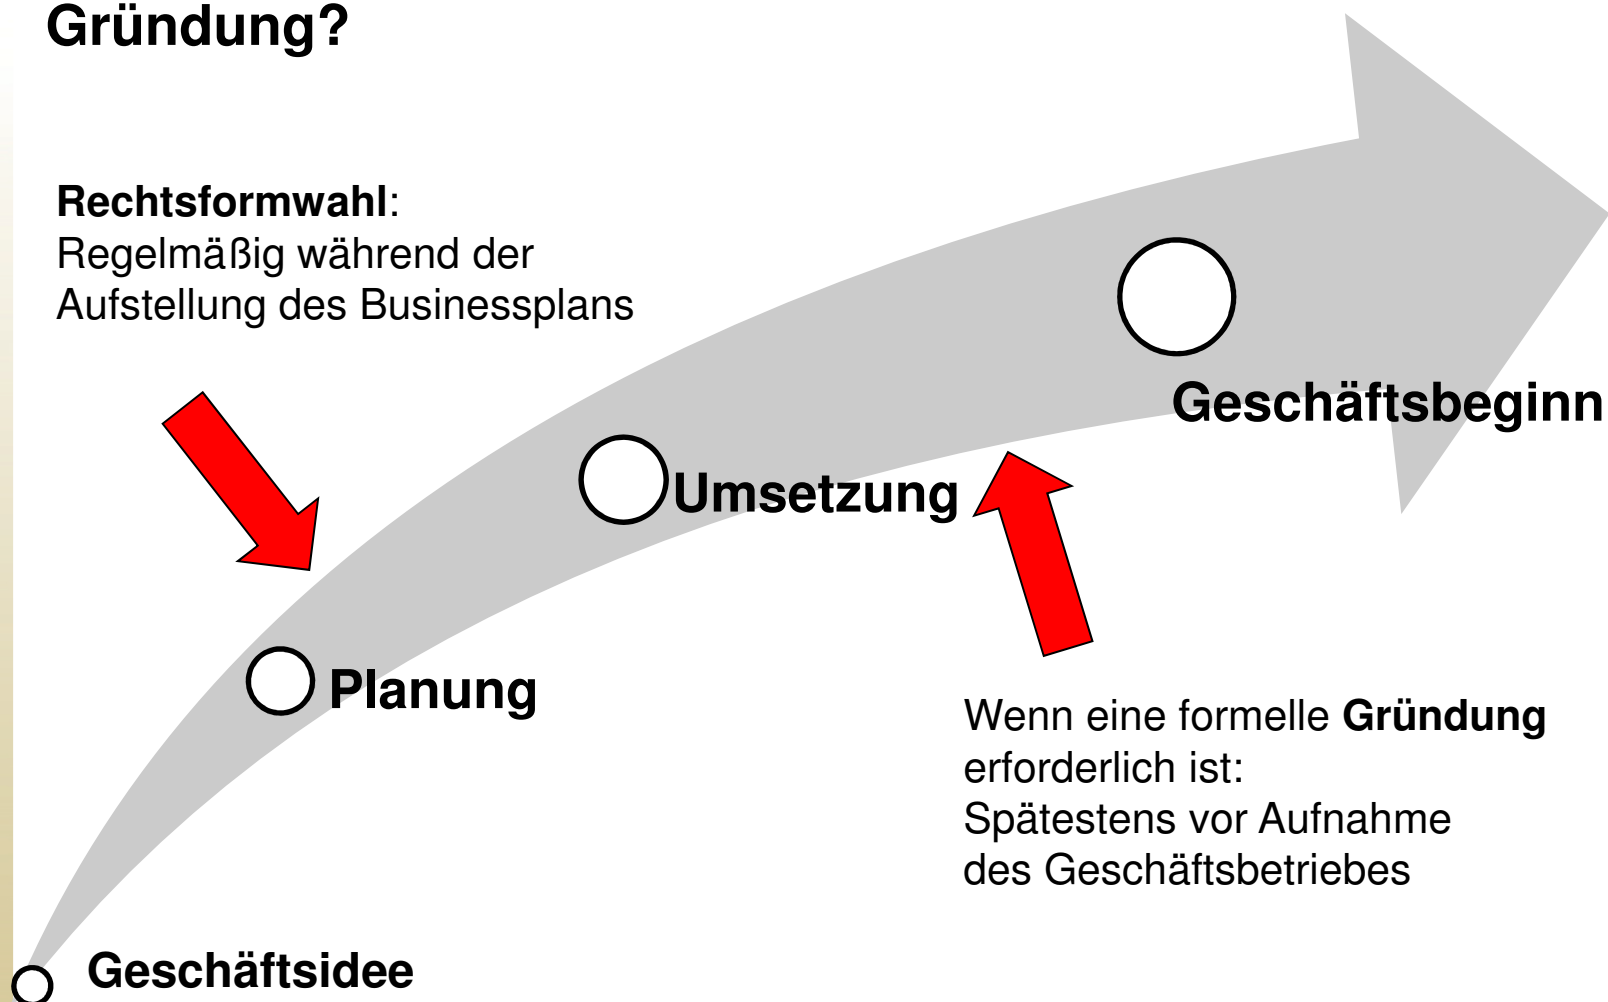 Gründung?
Rechtsformwahl:
Regelmäßig während der
Aufstellung des Businessplans
Geschäftsbeginn
Umsetzung
Planung
Wenn eine formelle Gründung
erforderlich ist:
Spätestens vor Aufnahme
des Geschäftsbetriebes
Geschäftsidee